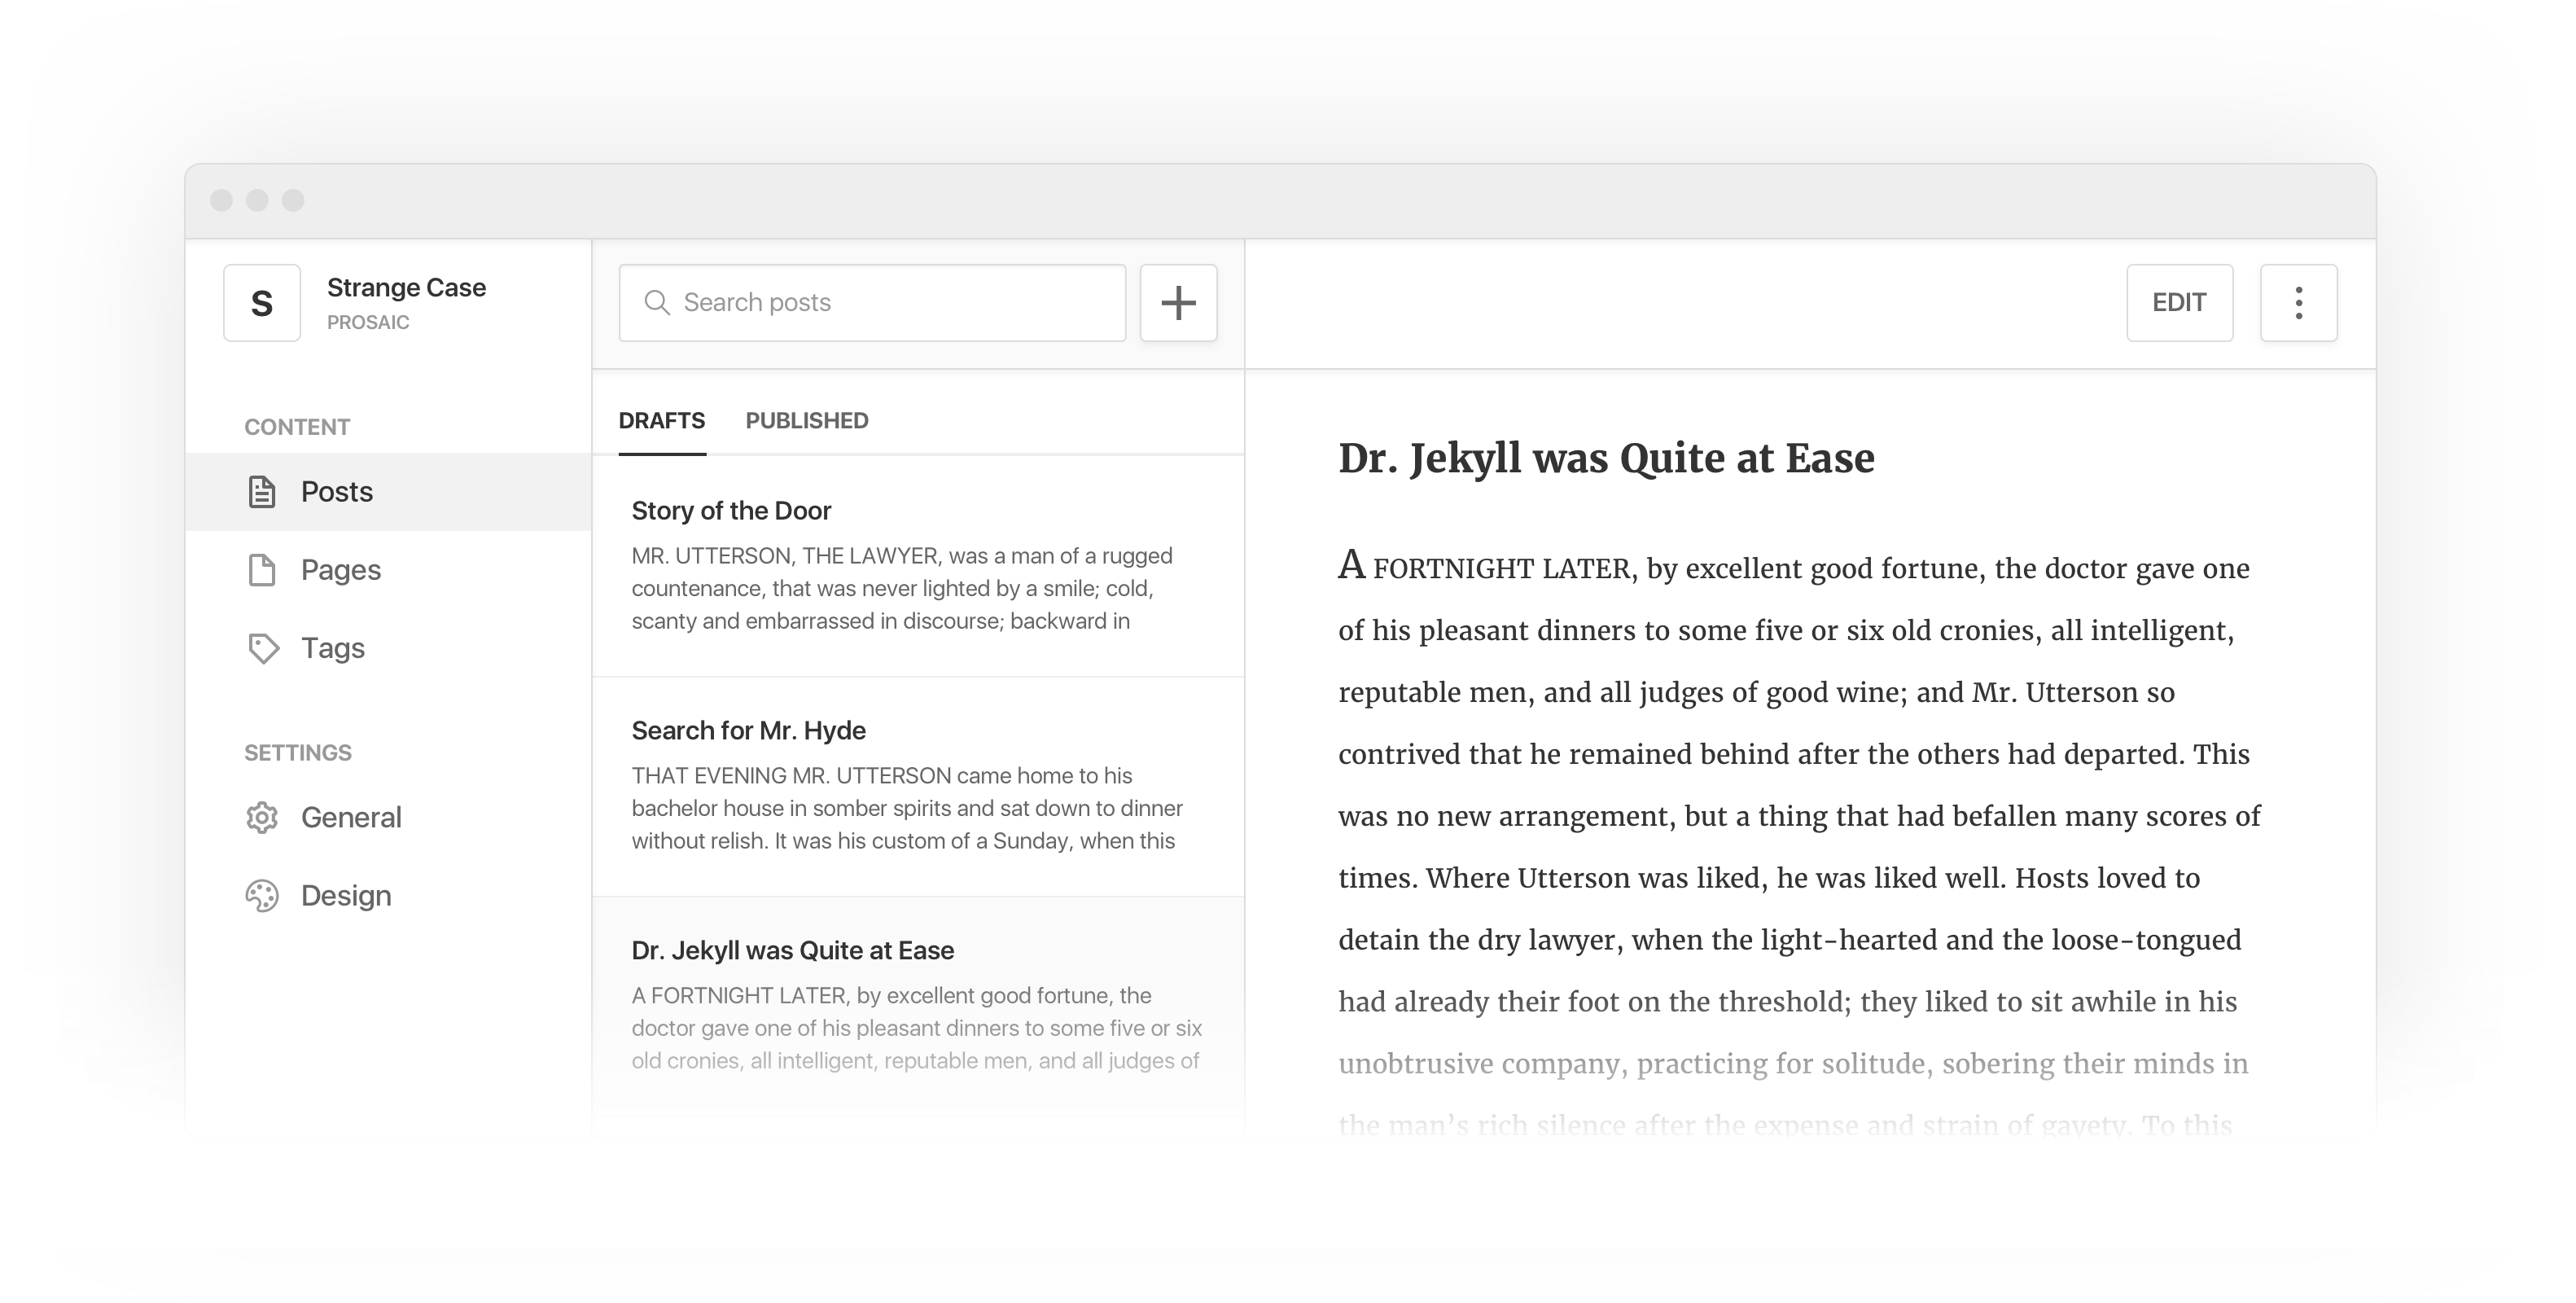 S
Strange Case
PROSAIC
CONTENT
Posts
Pages
Tags
SETTINGS
General
Design
Search posts
DRAFTS PUBLISHED
Story of the Door
MR. UTTERSON, THE LAWYER, was a man of a rugged
countenance, that was never lighted by a smile; cold,
scanty and embarrassed in discourse; backward in
Search for Mr. Hyde
THAT EVENING MR. UTTERSON came home to his
bachelor house in somber spirits and sat down to dinner
without relish. It was his custom of a Sunday, when this
Dr. Jekyll was Quite at Ease
A FORTNIGHT LATER, by excellent good fortune, the
doctor gave one of his pleasant dinners to some five or six
old cronies, all intelligent, reputable men, and all judges of
EDIT
Dr. Jekyll was Quite at Ease
A FORTNIGHT LATER, by excellent good fortune, the doctor gave one
of his pleasant dinners to some five or six old cronies, all intelligent,
reputable men, and all judges of good wine; and Mr. Utterson so
contrived that he remained behind after the others had departed. This
was no new arrangement, but a thing that had befallen many scores of
times. Where Utterson was liked, he was liked well. Hosts loved to
detain the dry lawyer, when the light-hearted and the loose-tongued
had already their foot on the threshold; they liked to sit awhile in his
unobtrusive company, practicing for solitude, sobering their minds in
the man’s rich silence after the expense and strain of gayety. To this